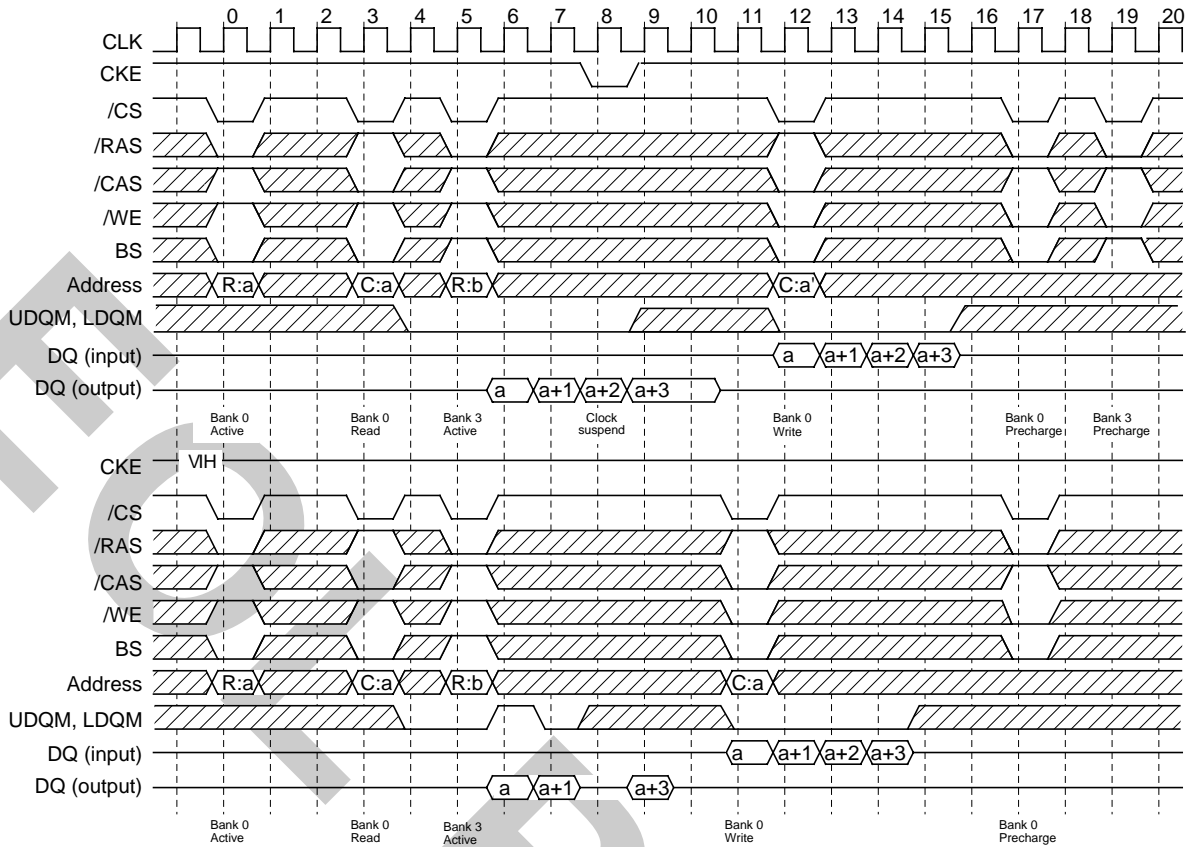 0 1 2 3 4 5 6 7 8 9 10 11 12 13 14 15 16 17 18 19 20
CLK
CKE
/CS
/RAS
/CAS
/WE
BS
Address R:a C:a R:b C:a'
UDQM, LDQM
DQ (input) a a+1 a+2 a+3
DQ (output) a a+1 a+2 a+3
Bank 0 Bank 0 Bank 3 Clock Bank 0 Bank 0 Bank 3
Active Read Active suspend Write Precharge Precharge
CKE VIH
/CS
/RAS
/CAS
/WE
BS
Address R:a C:a R:b C:a
UDQM, LDQM
DQ (input) a a+1 a+2 a+3
DQ (output) a a+1 a+3
Bank 0 Bank 0 Bank 3 Bank 0 Bank 0
Active Read Active Write Precharge